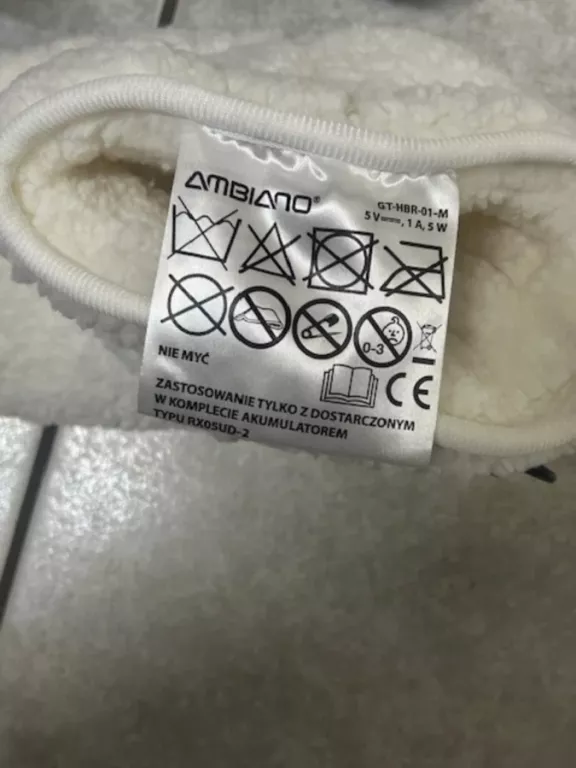 AMBIANO®
GT-HBR-01-M
5 V⎓, 1 A, 5 W
0-3
NIE MYĆ
CE
ZASTOSOWANIE TYLKO Z DOSTARCZONYM
W KOMPLECIE AKUMULATOREM
TYPU RX05UD-2